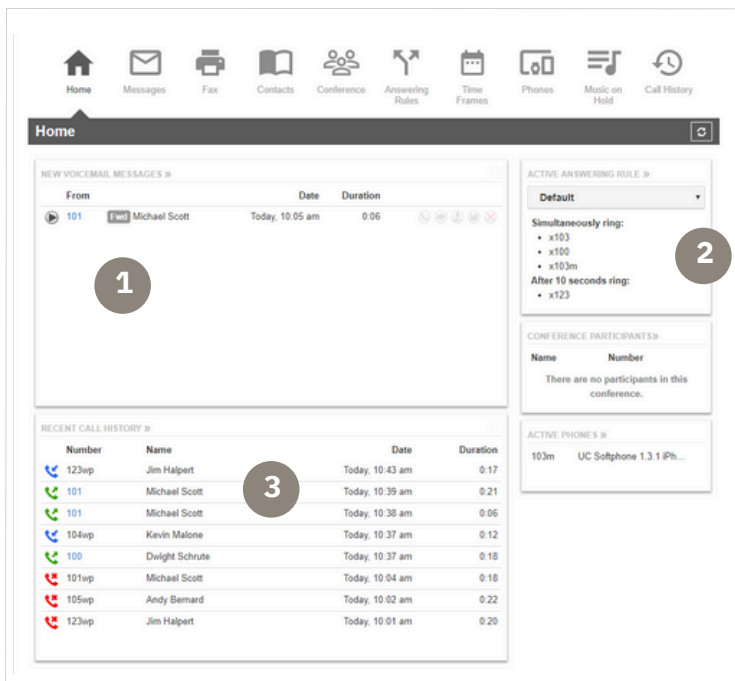 Home Messages Fax Contacts Conference Answering Rules Time Frames Phones Music on Hold Call History
Home
NEW VOICEMAIL MESSAGES »
From Date Duration
101 Fwd Michael Scott Today, 10:05 am 0:06
1
ACTIVE ANSWERING RULE »
Default
Simultaneously ring:
• x103
• x100
• x103m
After 10 seconds ring:
• x123
2
CONFERENCE PARTICIPANTS»
Name Number
There are no participants in this
conference.
RECENT CALL HISTORY »
Number Name Date Duration
123wp Jim Halpert Today, 10:43 am 0:17
101 Michael Scott Today, 10:39 am 0:21
101 Michael Scott Today, 10:38 am 0:06
104wp Kevin Malone Today, 10:37 am 0:12
100 Dwight Schrute Today, 10:37 am 0:18
101wp Michael Scott Today, 10:04 am 0:18
105wp Andy Bernard Today, 10:02 am 0:22
123wp Jim Halpert Today, 10:01 am 0:20
3
ACTIVE PHONES »
103m UC Softphone 1.3.1 iPh...